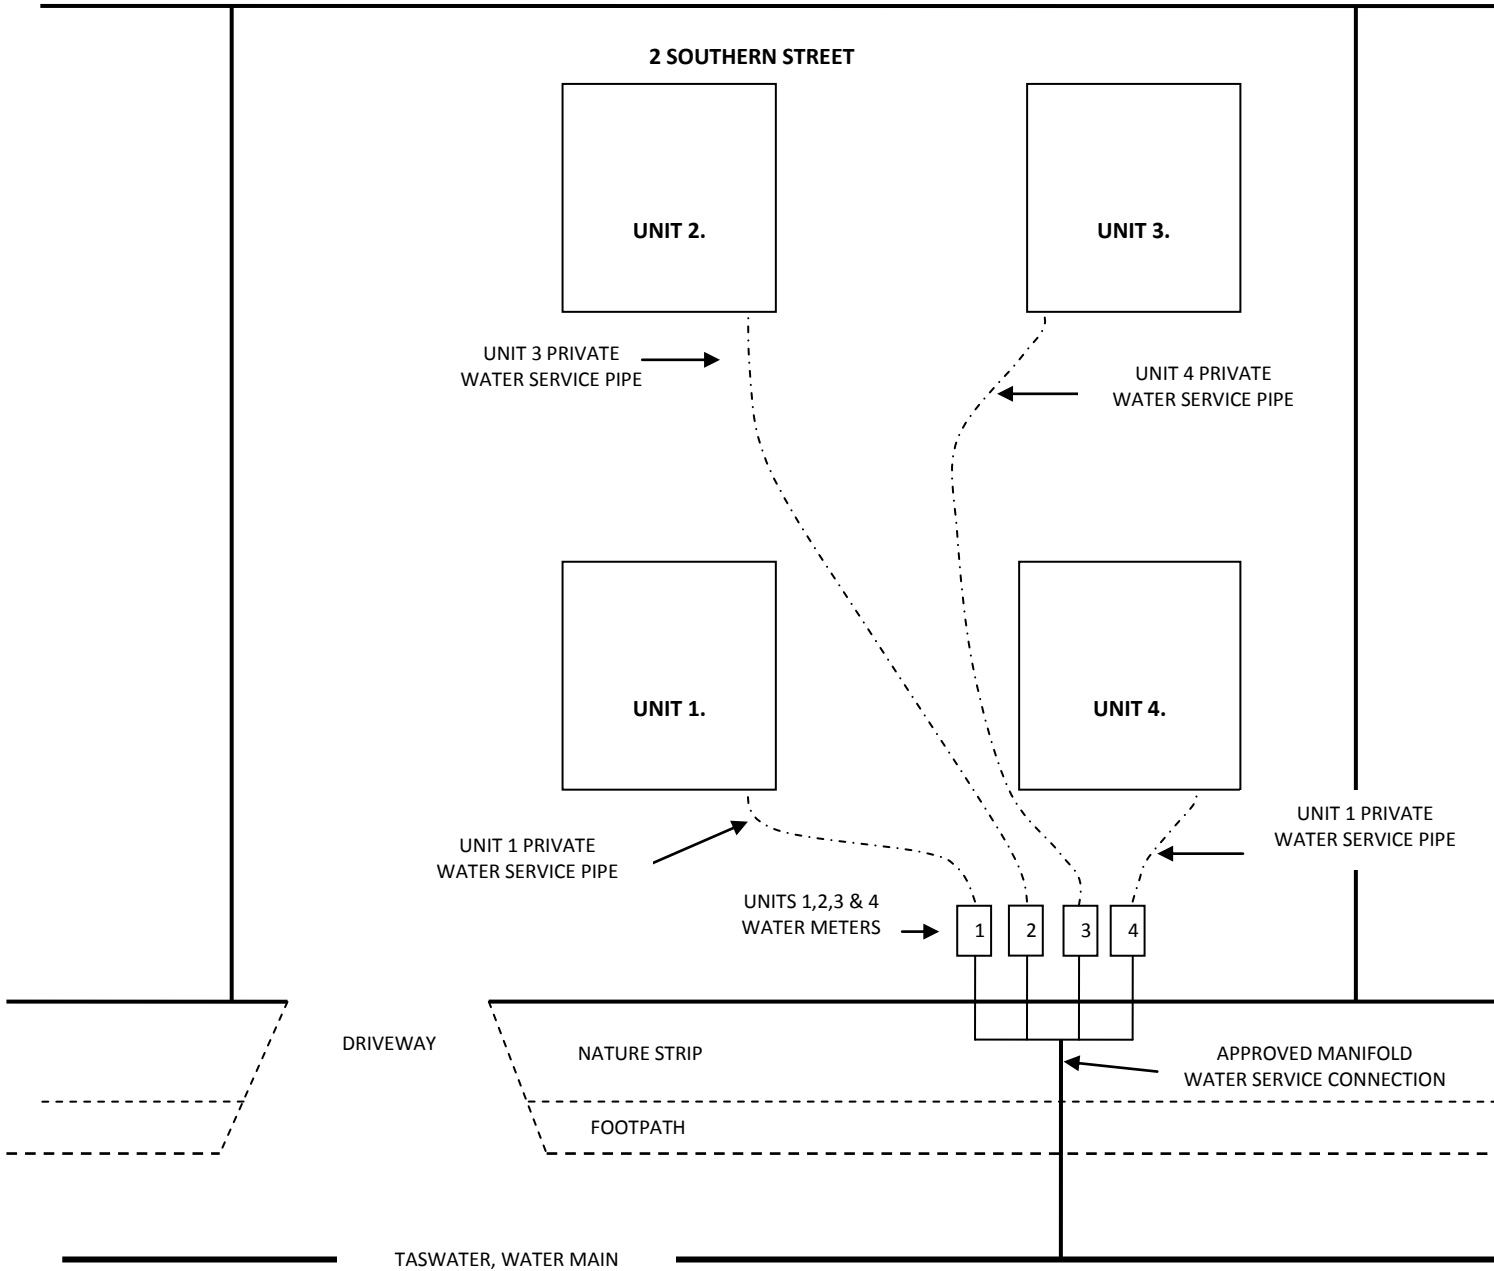 2 SOUTHERN STREET
UNIT 2.
UNIT 3.
UNIT 3 PRIVATE
WATER SERVICE PIPE
UNIT 4 PRIVATE
WATER SERVICE PIPE
UNIT 1.
UNIT 4.
UNIT 1 PRIVATE
WATER SERVICE PIPE
UNIT 1 PRIVATE
WATER SERVICE PIPE
UNITS 1,2,3 & 4
WATER METERS
1
2
3
4
DRIVEWAY
NATURE STRIP
APPROVED MANIFOLD
WATER SERVICE CONNECTION
FOOTPATH
TASWATER, WATER MAIN